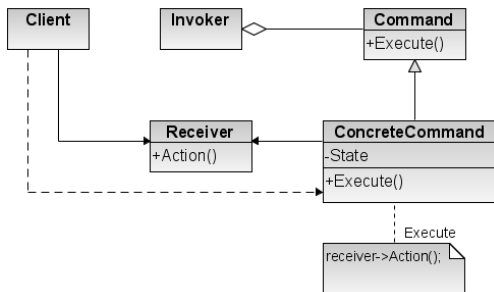 Client
Invoker
Command
+Execute()
Receiver
+Action()
ConcreteCommand
-State
+Execute()
Execute
receiver->Action();